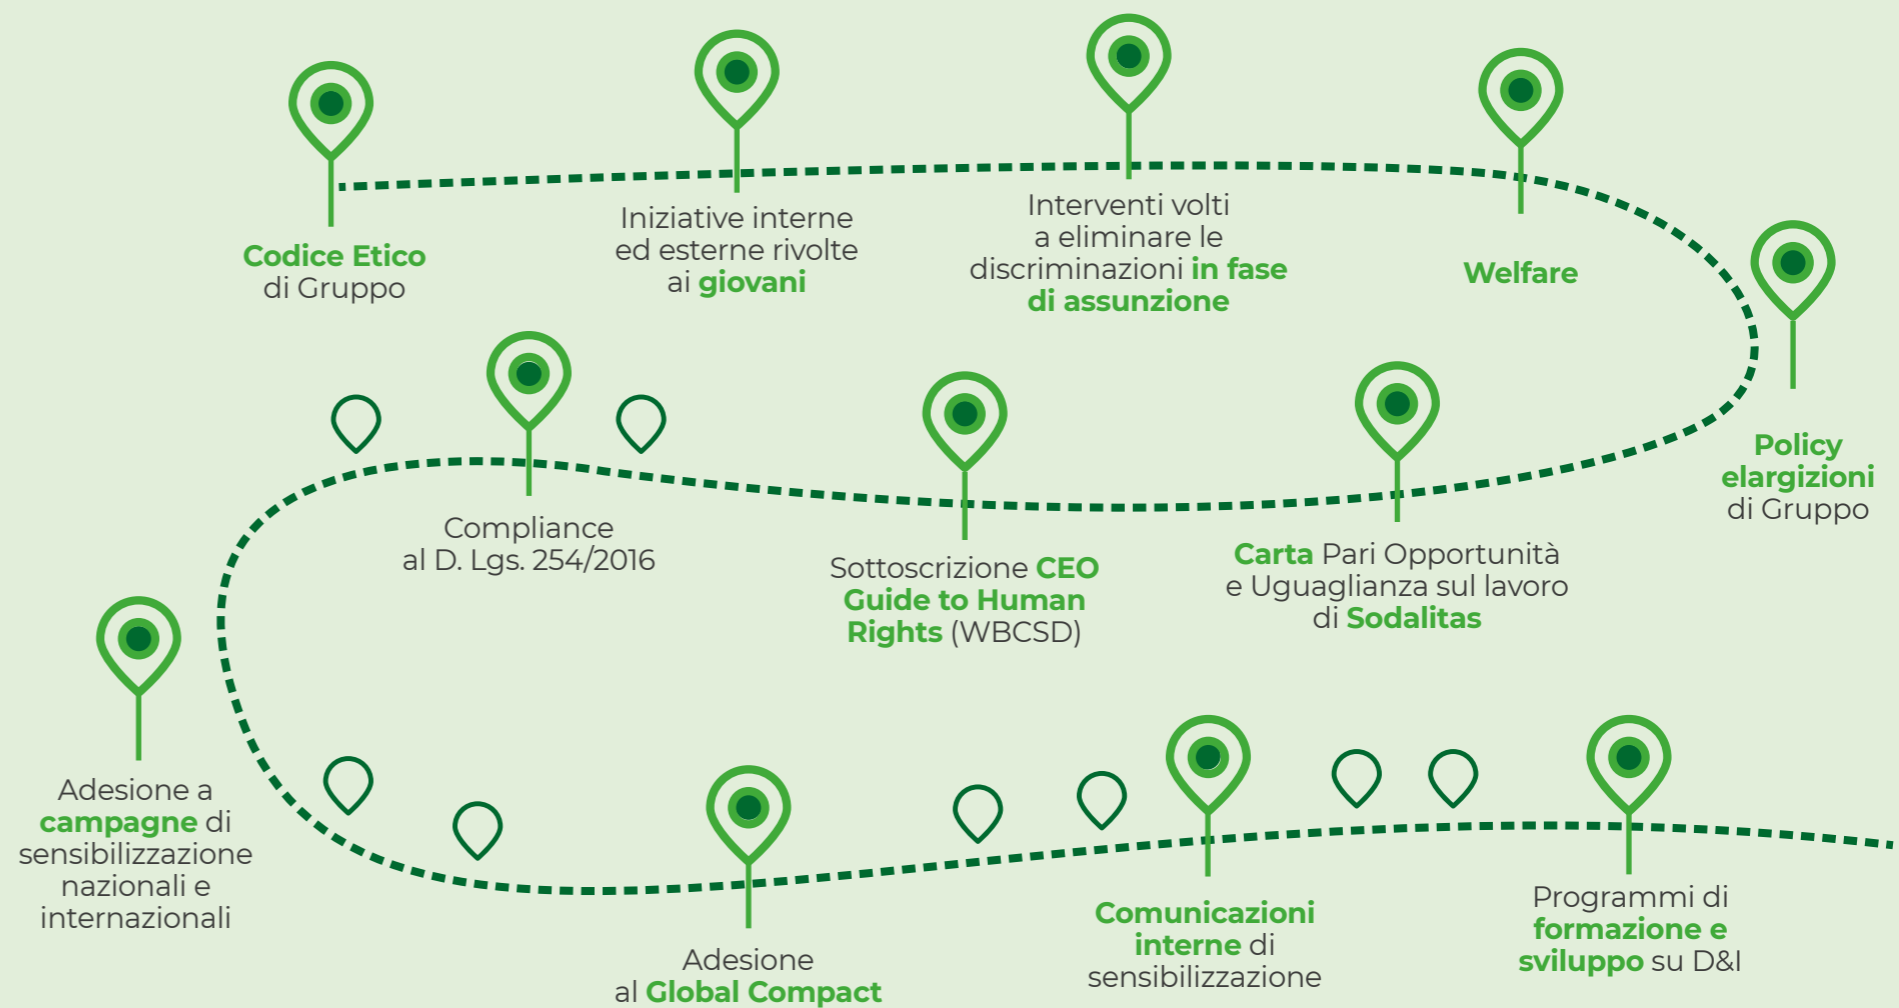 Codice Etico
di Gruppo
Iniziative interne
ed esterne rivolte
ai giovani
Interventi volti
a eliminare le
discriminazioni in fase
di assunzione
Welfare
Policy
elargizioni
di Gruppo
Carta Pari Opportunità
e Uguaglianza sul lavoro
di Sodalitas
Sottoscrizione CEO
Guide to Human
Rights (WBCSD)
Compliance
al D. Lgs. 254/2016
Adesione a
campagne di
sensibilizzazione
nazionali e
internazionali
Adesione
al Global Compact
Comunicazioni
interne di
sensibilizzazione
Programmi di
formazione e
sviluppo su D&I